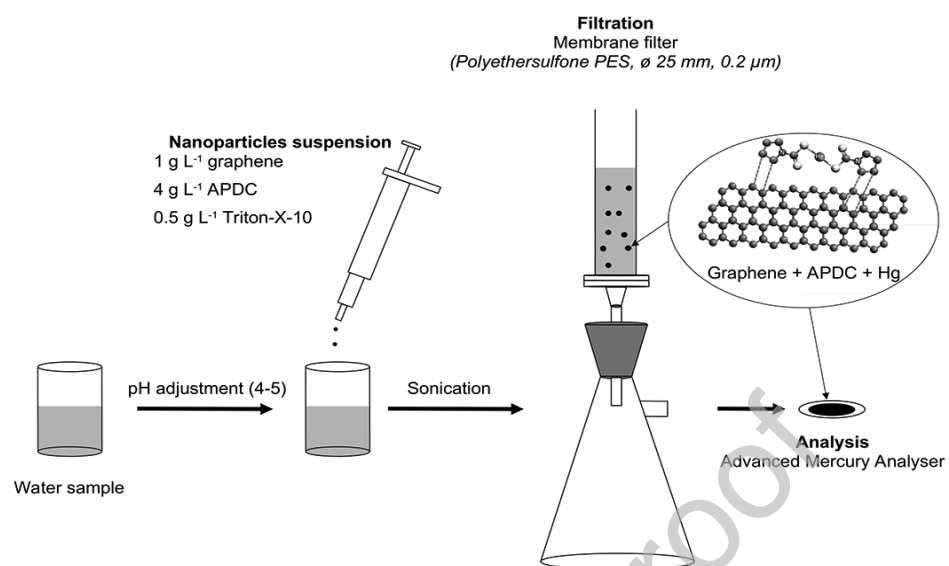 Filtration
Membrane filter
(Polyethersulfone PES, ø 25 mm, 0.2 µm)
Nanoparticles suspension
1 g L⁻¹ graphene
4 g L⁻¹ APDC
0.5 g L⁻¹ Triton-X-10
Graphene + APDC + Hg
pH adjustment (4-5)
Sonication
Water sample
Analysis
Advanced Mercury Analyser
roof